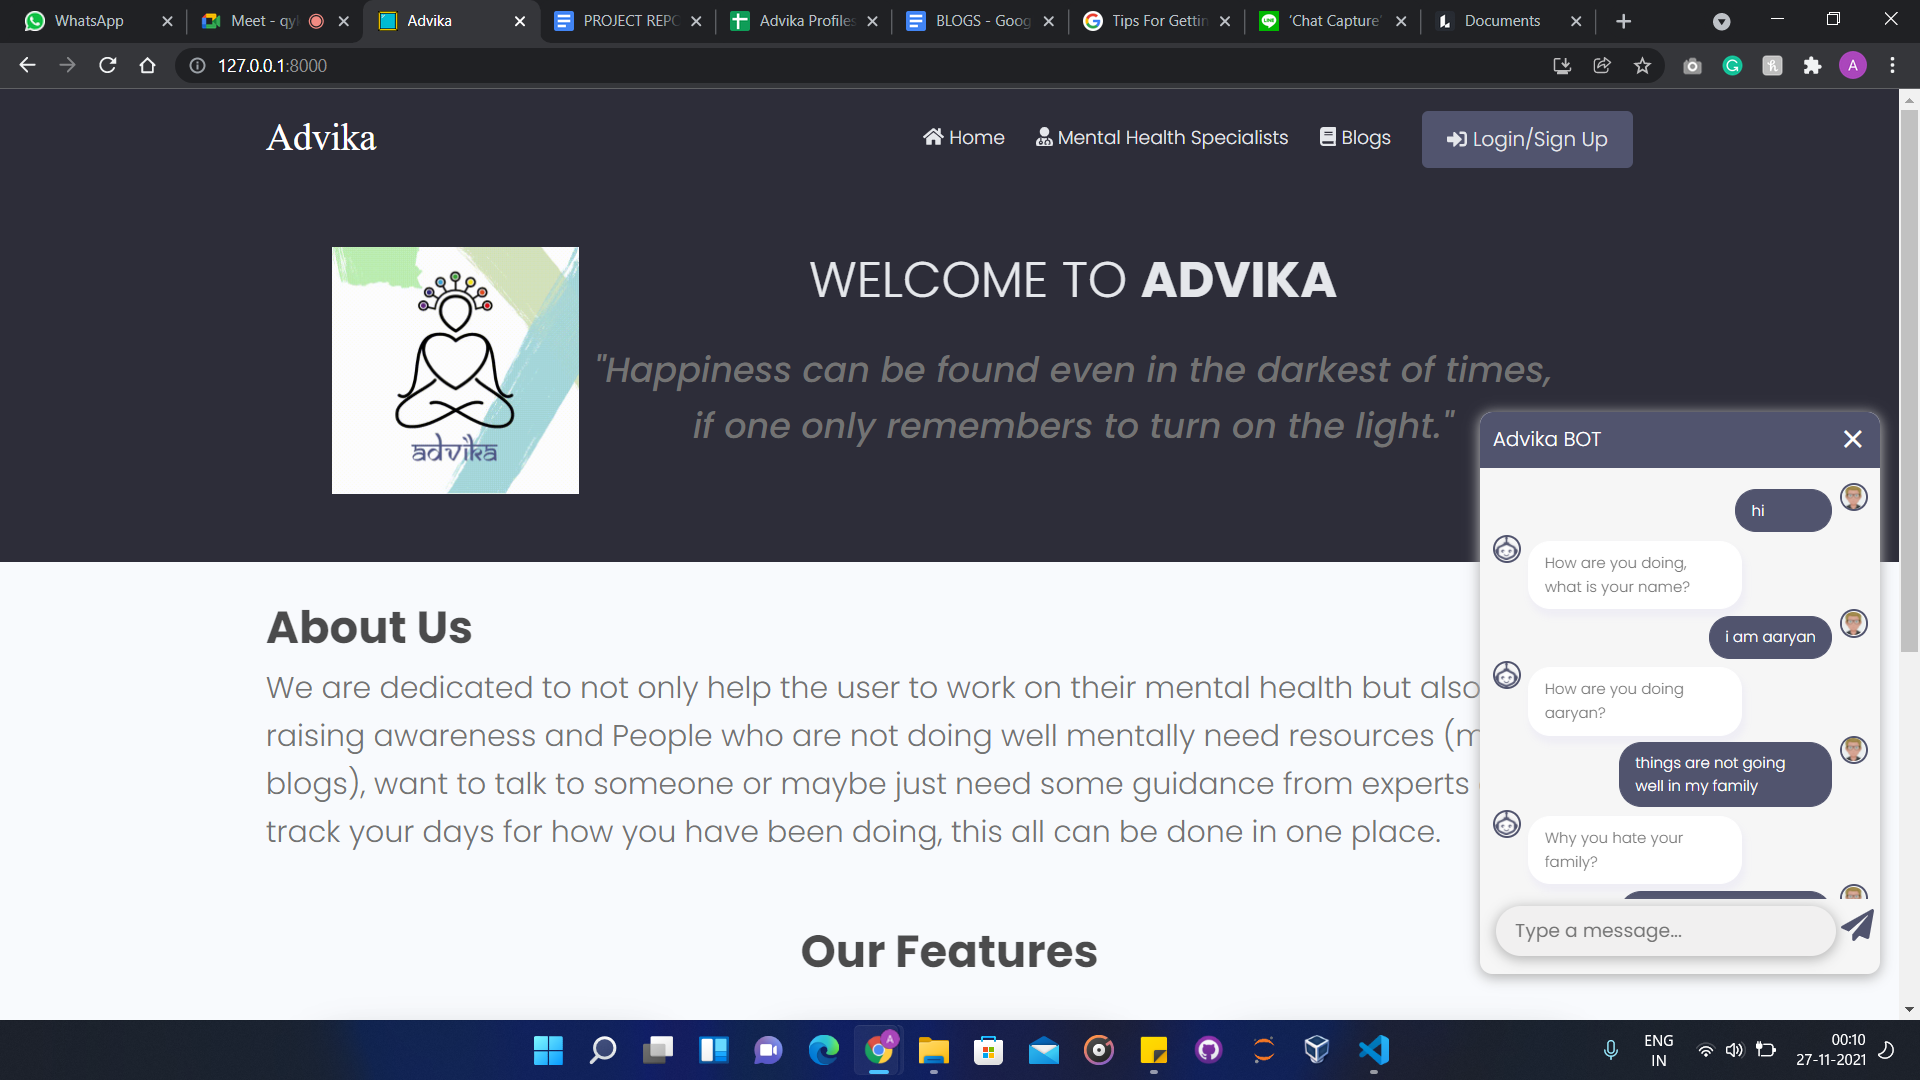 WhatsApp
Meet - qyk
Advika
PROJECT REPO
Advika Profiles
BLOGS - Goog
Tips For Gettin
'Chat Capture'
Documents
127.0.0.1:8000
A
Advika
Home
Mental Health Specialists
Blogs
Login/Sign Up
advika
WELCOME TO ADVIKA
"Happiness can be found even in the darkest of times,
if one only remembers to turn on the light."
About Us
We are dedicated to not only help the user to work on their mental health but also
raising awareness and People who are not doing well mentally need resources (m
blogs), want to talk to someone or maybe just need some guidance from experts
track your days for how you have been doing, this all can be done in one place.
Our Features
Advika BOT
hi
How are you doing,
what is your name?
i am aaryan
How are you doing
aaryan?
things are not going
well in my family
Why you hate your
family?
Type a message...
A
ENG
IN
00:10
27-11-2021